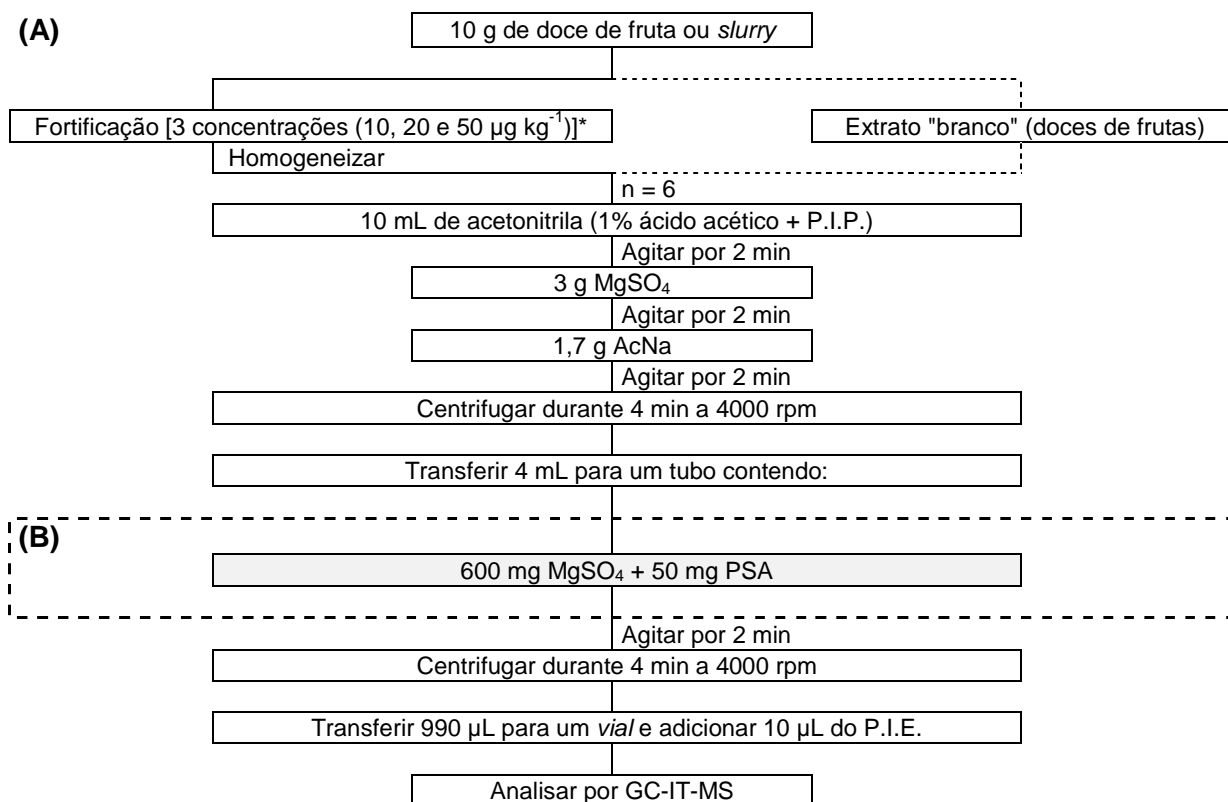 (A)
10 g de doce de fruta ou slurry
Fortificação [3 concentrações (10, 20 e 50 µg kg⁻¹)]*
Extrato "branco" (doces de frutas)
Homogeneizar
n = 6
10 mL de acetonitrila (1% ácido acético + P.I.P.)
Agitar por 2 min
3 g MgSO₄
Agitar por 2 min
1,7 g AcNa
Agitar por 2 min
Centrifugar durante 4 min a 4000 rpm
Transferir 4 mL para um tubo contendo:
(B)
600 mg MgSO₄ + 50 mg PSA
Agitar por 2 min
Centrifugar durante 4 min a 4000 rpm
Transferir 990 µL para um vial e adicionar 10 µL do P.I.E.
Analisar por GC-IT-MS